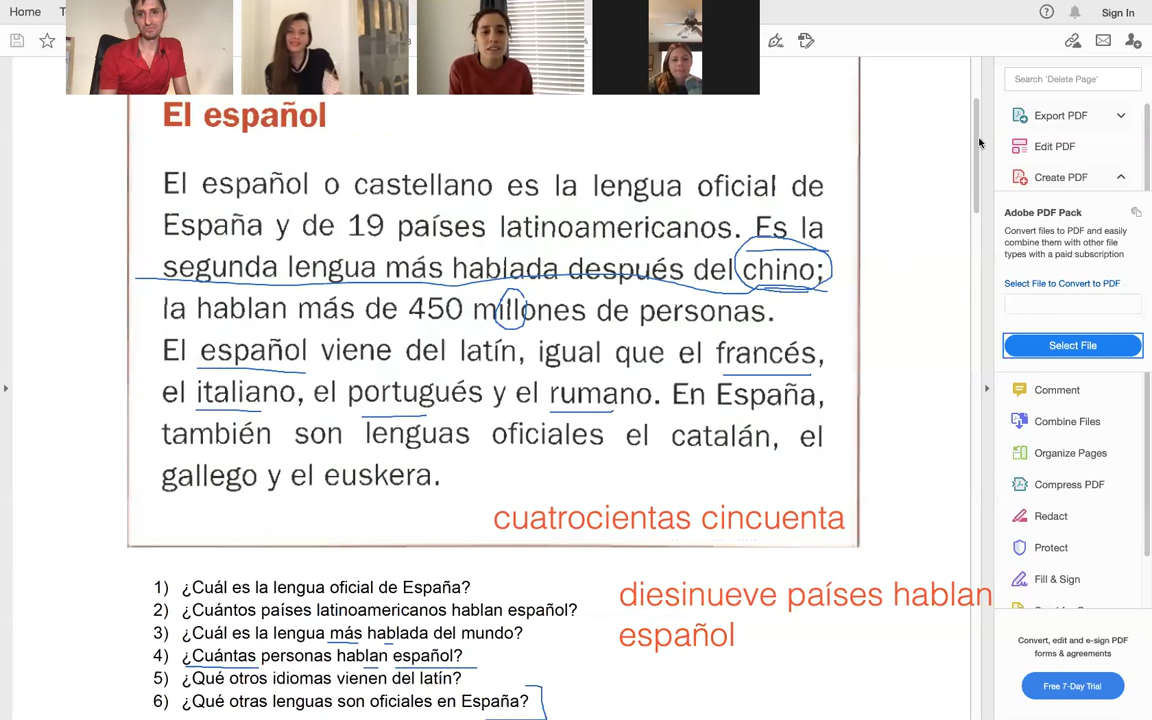 Home
Sign In
El español
El español o castellano es la lengua oficial de
España y de 19 países latinoamericanos. Es la
segunda lengua más hablada después del chino;
la hablan más de 450 millones de personas.
El español viene del latín, igual que el francés,
el italiano, el portugués y el rumano. En España,
también son lenguas oficiales el catalán, el
gallego y el euskera.
cuatrocientas cincuenta
diesinueve países hablan
español
1) ¿Cuál es la lengua oficial de España?
2) ¿Cuántos países latinoamericanos hablan español?
3) ¿Cuál es la lengua más hablada del mundo?
4) ¿Cuántas personas hablan español?
5) ¿Qué otros idiomas vienen del latín?
6) ¿Qué otras lenguas son oficiales en España?
Search 'Delete Page'
Export PDF
Edit PDF
Create PDF
Adobe PDF Pack
Convert files to PDF and easily
combine them with other file
types with a paid subscription
Select File to Convert to PDF
Select File
Comment
Combine Files
Organize Pages
Compress PDF
Redact
Protect
Fill & Sign
Convert, edit and e-sign PDF
forms & agreements
Free 7-Day Trial